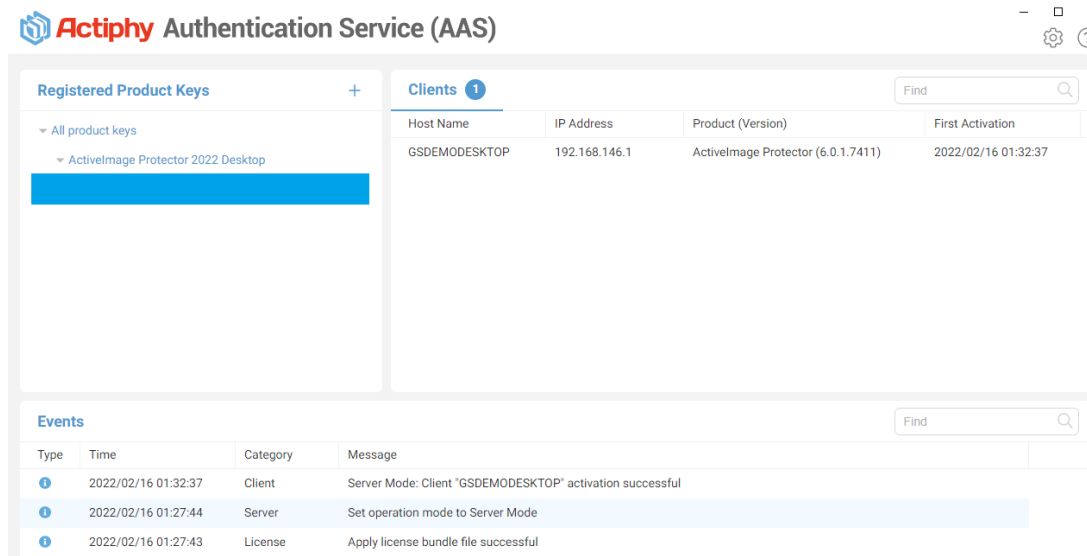 Actiphy Authentication Service (AAS)
Registered Product Keys +
All product keys
ActiveImage Protector 2022 Desktop
Clients 1
Find
Host Name IP Address Product (Version) First Activation
GSDEMODESKTOP 192.168.146.1 ActiveImage Protector (6.0.1.7411) 2022/02/16 01:32:37
Events
Find
Type Time Category Message
2022/02/16 01:32:37 Client Server Mode: Client "GSDEMODESKTOP" activation successful
2022/02/16 01:27:44 Server Set operation mode to Server Mode
2022/02/16 01:27:43 License Apply license bundle file successful